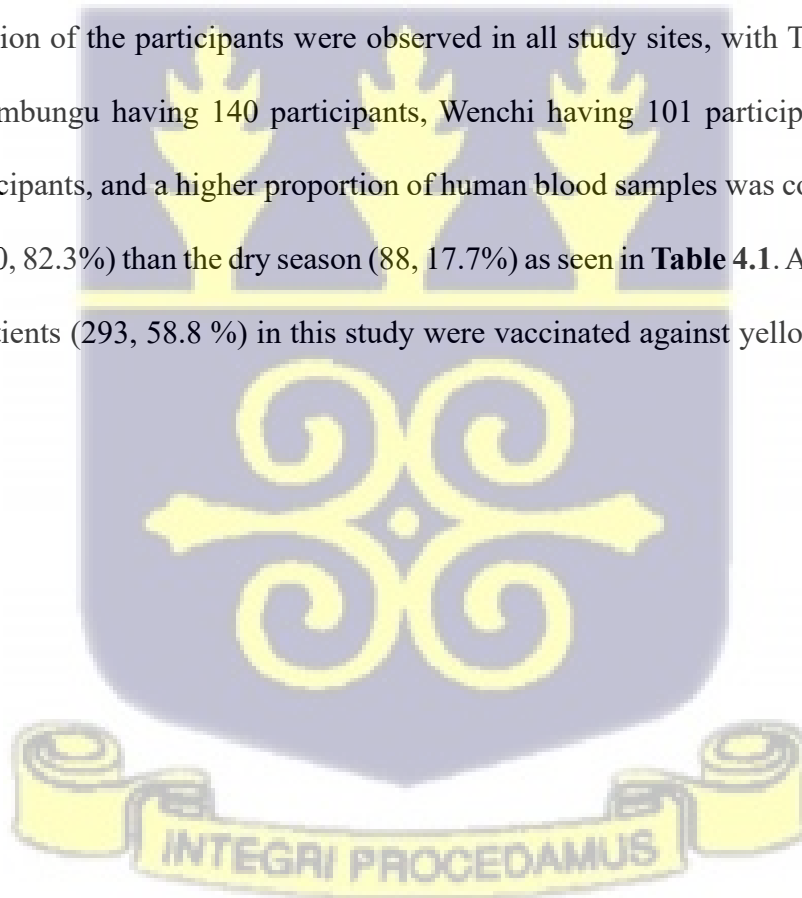 ion of the participants were observed in all study sites, with T
mbungu having 140 participants, Wenchi having 101 particip
cipants, and a higher proportion of human blood samples was co
0, 82.3%) than the dry season (88, 17.7%) as seen in Table 4.1. A
tients (293, 58.8 %) in this study were vaccinated against yello
INTEGRI PROCEDAMUS